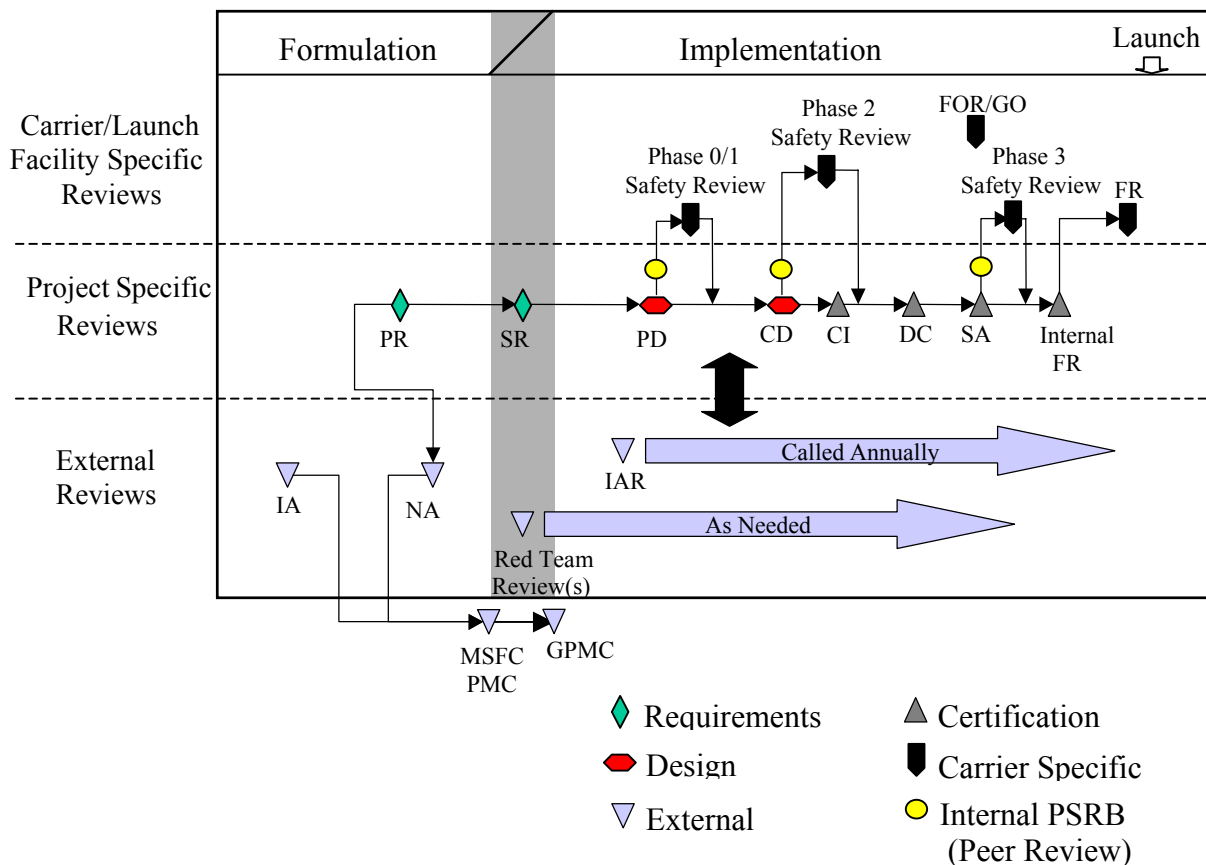 Formulation
Implementation
Launch
Carrier/Launch
Facility Specific
Reviews
Phase 0/1
Safety Review
Phase 2
Safety Review
FOR/GO
Phase 3
Safety Review
FR
Project Specific
Reviews
PR
SR
PD
CD
CI
DC
SA
Internal
FR
External
Reviews
IA
NA
IAR
Called Annually
As Needed
Red Team
Review(s)
MSFC
PMC
GPMC
Requirements
Design
External
Certification
Carrier Specific
Internal PSRB
(Peer Review)